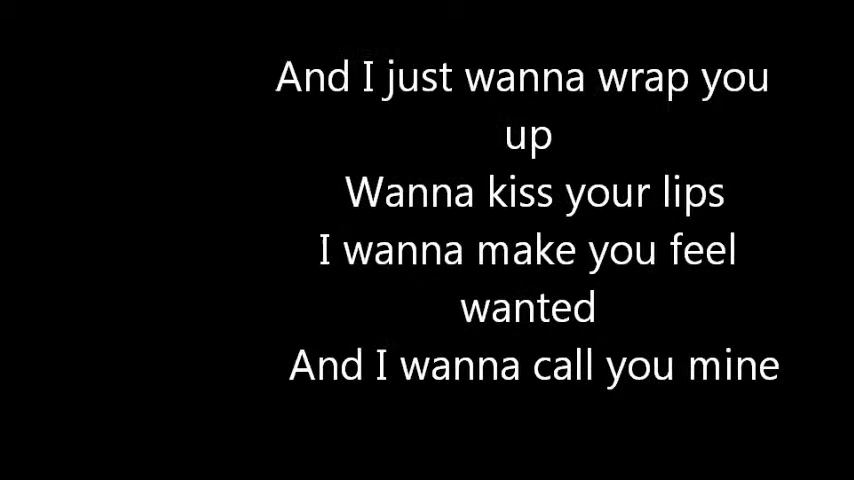 And I just wanna wrap you
up
Wanna kiss your lips
I wanna make you feel
wanted
And I wanna call you mine